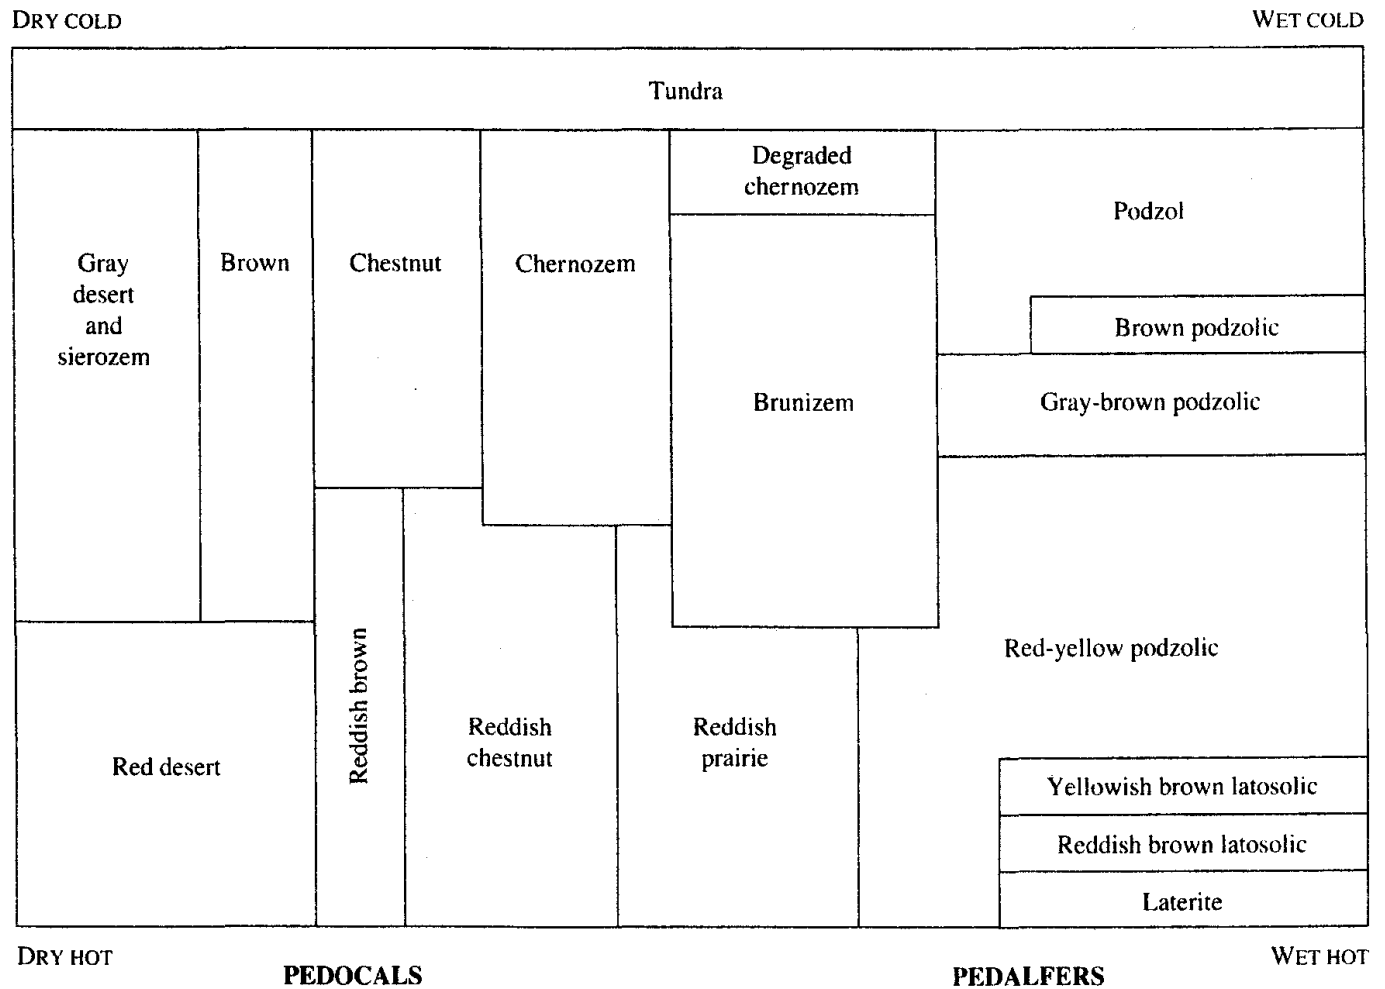 DRY COLD
WET COLD
Tundra
Degraded
chernozem
Podzol
Gray
desert
and
sierozem
Brown
Chestnut
Chernozem
Brown podzolic
Brunizem
Gray-brown podzolic
Reddish brown
Red-yellow podzolic
Reddish
chestnut
Reddish
prairie
Red desert
Yellowish brown latosolic
Reddish brown latosolic
Laterite
DRY HOT
WET HOT
PEDOCALS
PEDALFERS